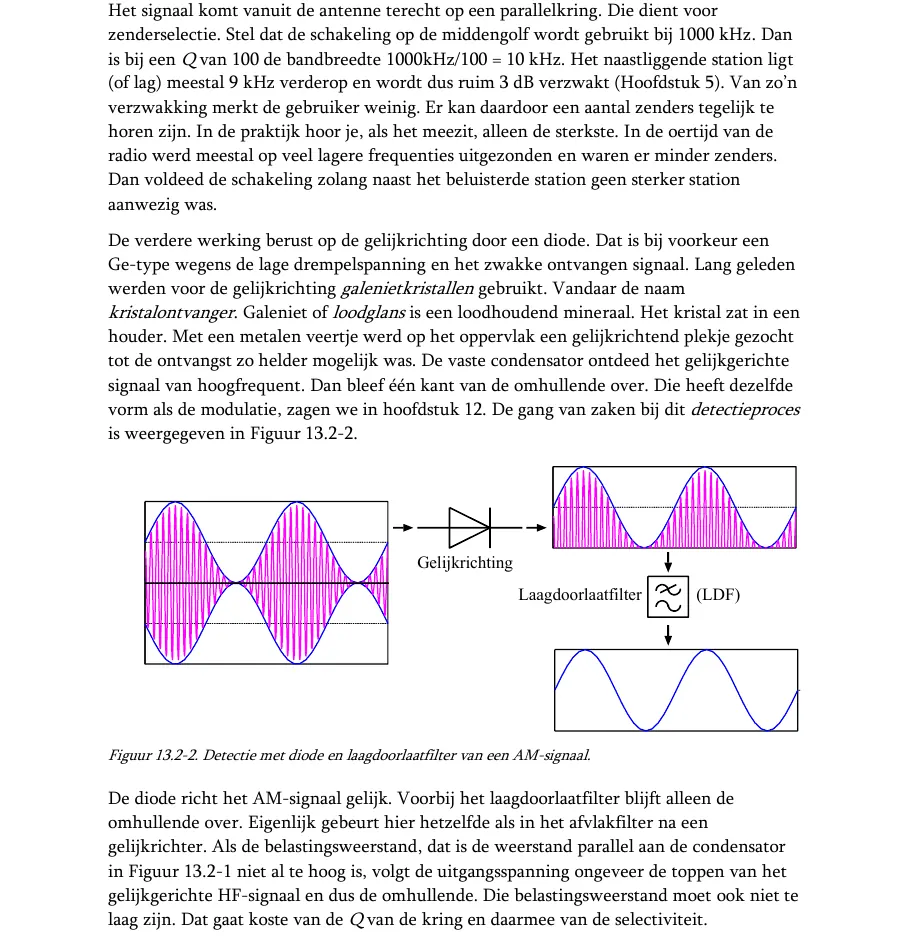 Het signaal komt vanuit de antenne terecht op een parallelkring. Die dient voor
zenderselectie. Stel dat de schakeling op de middengolf wordt gebruikt bij 1000 kHz. Dan
is bij een Q van 100 de bandbreedte 1000kHz/100 = 10 kHz. Het naastliggende station ligt
(of lag) meestal 9 kHz verderop en wordt dus ruim 3 dB verzwakt (Hoofdstuk 5). Van zo’n
verzwakking merkt de gebruiker weinig. Er kan daardoor een aantal zenders tegelijk te
horen zijn. In de praktijk hoor je, als het meezit, alleen de sterkste. In de oertijd van de
radio werd meestal op veel lagere frequenties uitgezonden en waren er minder zenders.
Dan voldeed de schakeling zolang naast het beluisterde station geen sterker station
aanwezig was.
De verdere werking berust op de gelijkrichting door een diode. Dat is bij voorkeur een
Ge-type wegens de lage drempelspanning en het zwakke ontvangen signaal. Lang geleden
werden voor de gelijkrichting galenietkristallen gebruikt. Vandaar de naam
kristalontvanger. Galeniet of loodglans is een loodhoudend mineraal. Het kristal zat in een
houder. Met een metalen veertje werd op het oppervlak een gelijkrichtend plekje gezocht
tot de ontvangst zo helder mogelijk was. De vaste condensator ontdeed het gelijkgerichte
signaal van hoogfrequent. Dan bleef één kant van de omhullende over. Die heeft dezelfde
vorm als de modulatie, zagen we in hoofdstuk 12. De gang van zaken bij dit detectieproces
is weergegeven in Figuur 13.2-2.
Gelijkrichting
Laagdoorlaatfilter (LDF)
Figuur 13.2-2. Detectie met diode en laagdoorlaatfilter van een AM-signaal.
De diode richt het AM-signaal gelijk. Voorbij het laagdoorlaatfilter blijft alleen de
omhullende over. Eigenlijk gebeurt hier hetzelfde als in het afvlakfilter na een
gelijkrichter. Als de belastingsweerstand, dat is de weerstand parallel aan de condensator
in Figuur 13.2-1 niet al te hoog is, volgt de uitgangsspanning ongeveer de toppen van het
gelijkgerichte HF-signaal en dus de omhullende. Die belastingsweerstand moet ook niet te
laag zijn. Dat gaat koste van de Q van de kring en daarmee van de selectiviteit.